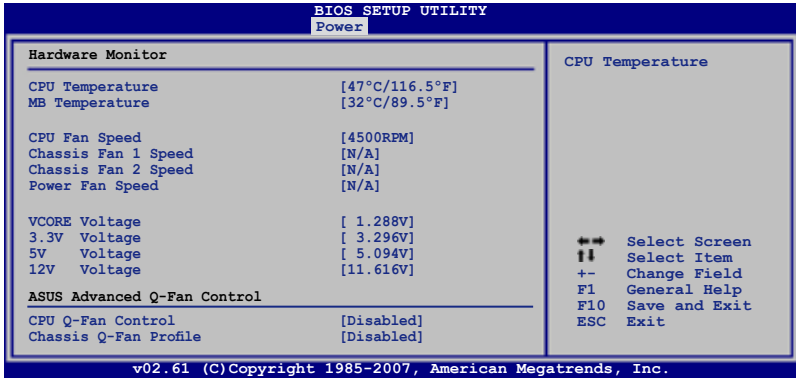 BIOS SETUP UTILITY
Power
Hardware Monitor
CPU Temperature [47°C/116.5°F]
MB Temperature [32°C/89.5°F]
CPU Fan Speed [4500RPM]
Chassis Fan 1 Speed [N/A]
Chassis Fan 2 Speed [N/A]
Power Fan Speed [N/A]
VCORE Voltage [ 1.288V]
3.3V Voltage [ 3.296V]
5V Voltage [ 5.094V]
12V Voltage [11.616V]
ASUS Advanced Q-Fan Control
CPU Q-Fan Control [Disabled]
Chassis Q-Fan Profile [Disabled]
CPU Temperature
←→ Select Screen
↑↓ Select Item
+- Change Field
F1 General Help
F10 Save and Exit
ESC Exit
v02.61 (C)Copyright 1985-2007, American Megatrends, Inc.